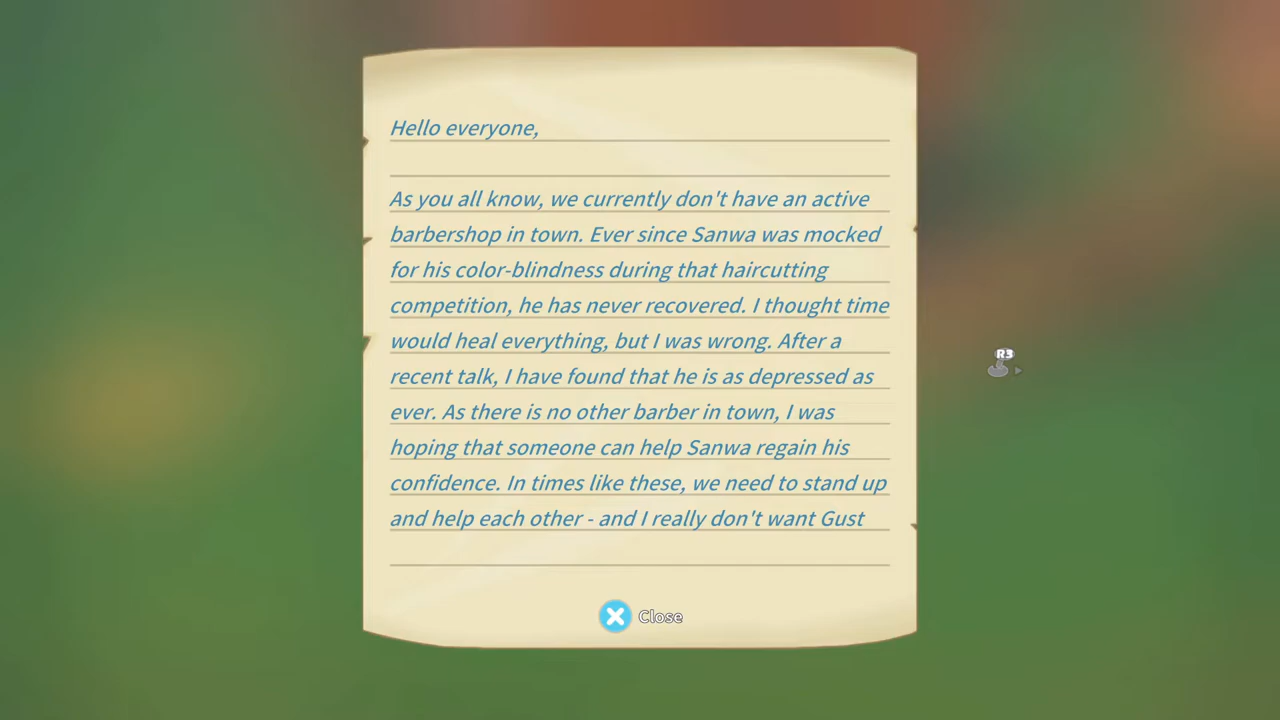 Hello everyone,
As you all know, we currently don't have an active
barbershop in town. Ever since Sanwa was mocked
for his color-blindness during that haircutting
competition, he has never recovered. I thought time
would heal everything, but I was wrong. After a
recent talk, I have found that he is as depressed as
ever. As there is no other barber in town, I was
hoping that someone can help Sanwa regain his
confidence. In times like these, we need to stand up
and help each other - and I really don't want Gust
R3
Close